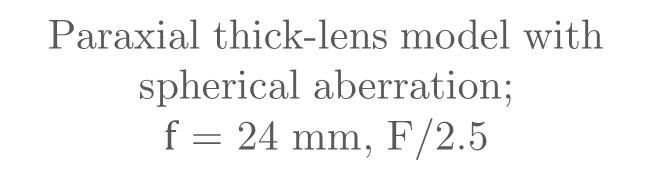 Paraxial thick-lens model with
spherical aberration;
f = 24 mm, F/2.5